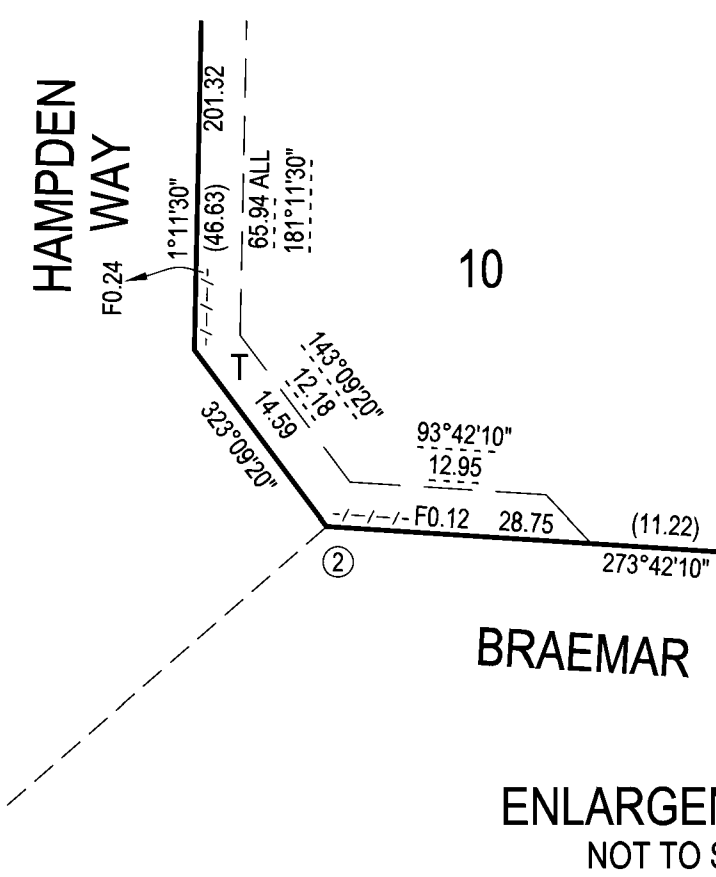 HAMPDEN
WAY
201.32
1°11'30"
(46.63)
65.94 ALL
181°11'30"
F0.24
10
T
143°09'20"
12.18
14.59
323°09'20"
93°42'10"
12.95
F0.12
28.75
(11.22)
273°42'10"
2
BRAEMAR
ENLARGEN
NOT TO S